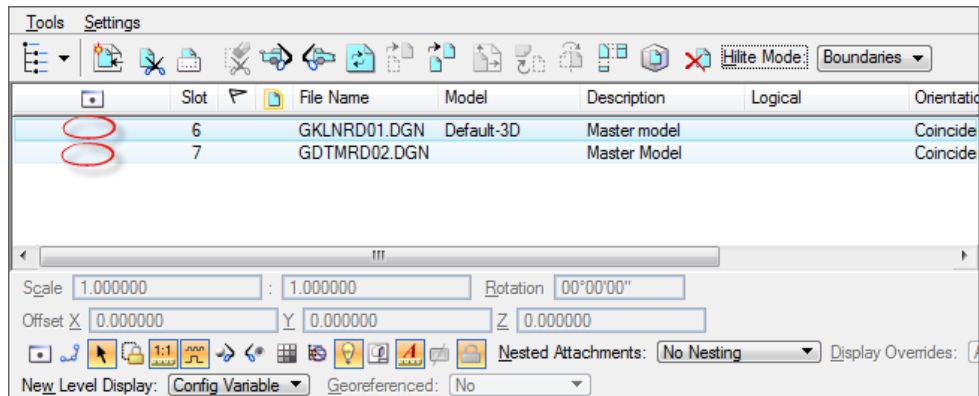 Tools Settings
Hilite Mode: Boundaries
Slot File Name Model Description Logical Orientatio
6 GKLNRD01.DGN Default-3D Master model Coincide
7 GDTMRD02.DGN Master Model Coincide
Scale 1.000000 : 1.000000 Rotation 00°00'00"
Offset X 0.000000 Y 0.000000 Z 0.000000
1:1 A Nested Attachments: No Nesting Display Overrides: A
New Level Display: Config Variable Georeferenced: No